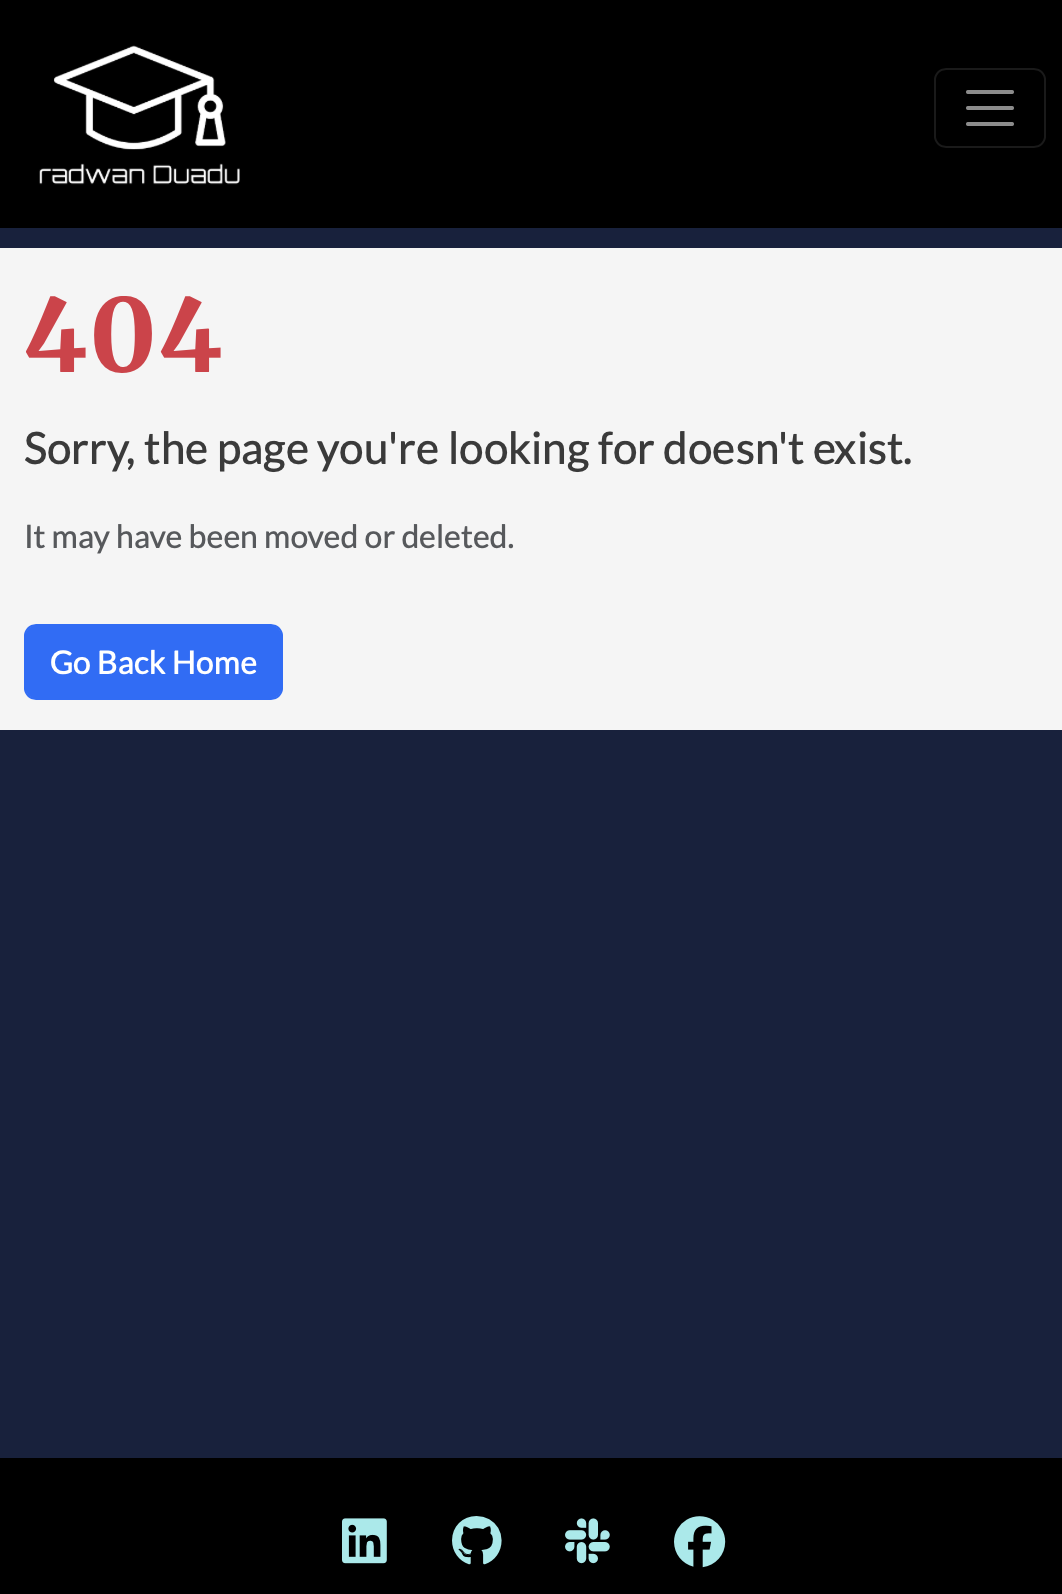 radwan Duadu
404
Sorry, the page you're looking for doesn't exist.
It may have been moved or deleted.
Go Back Home